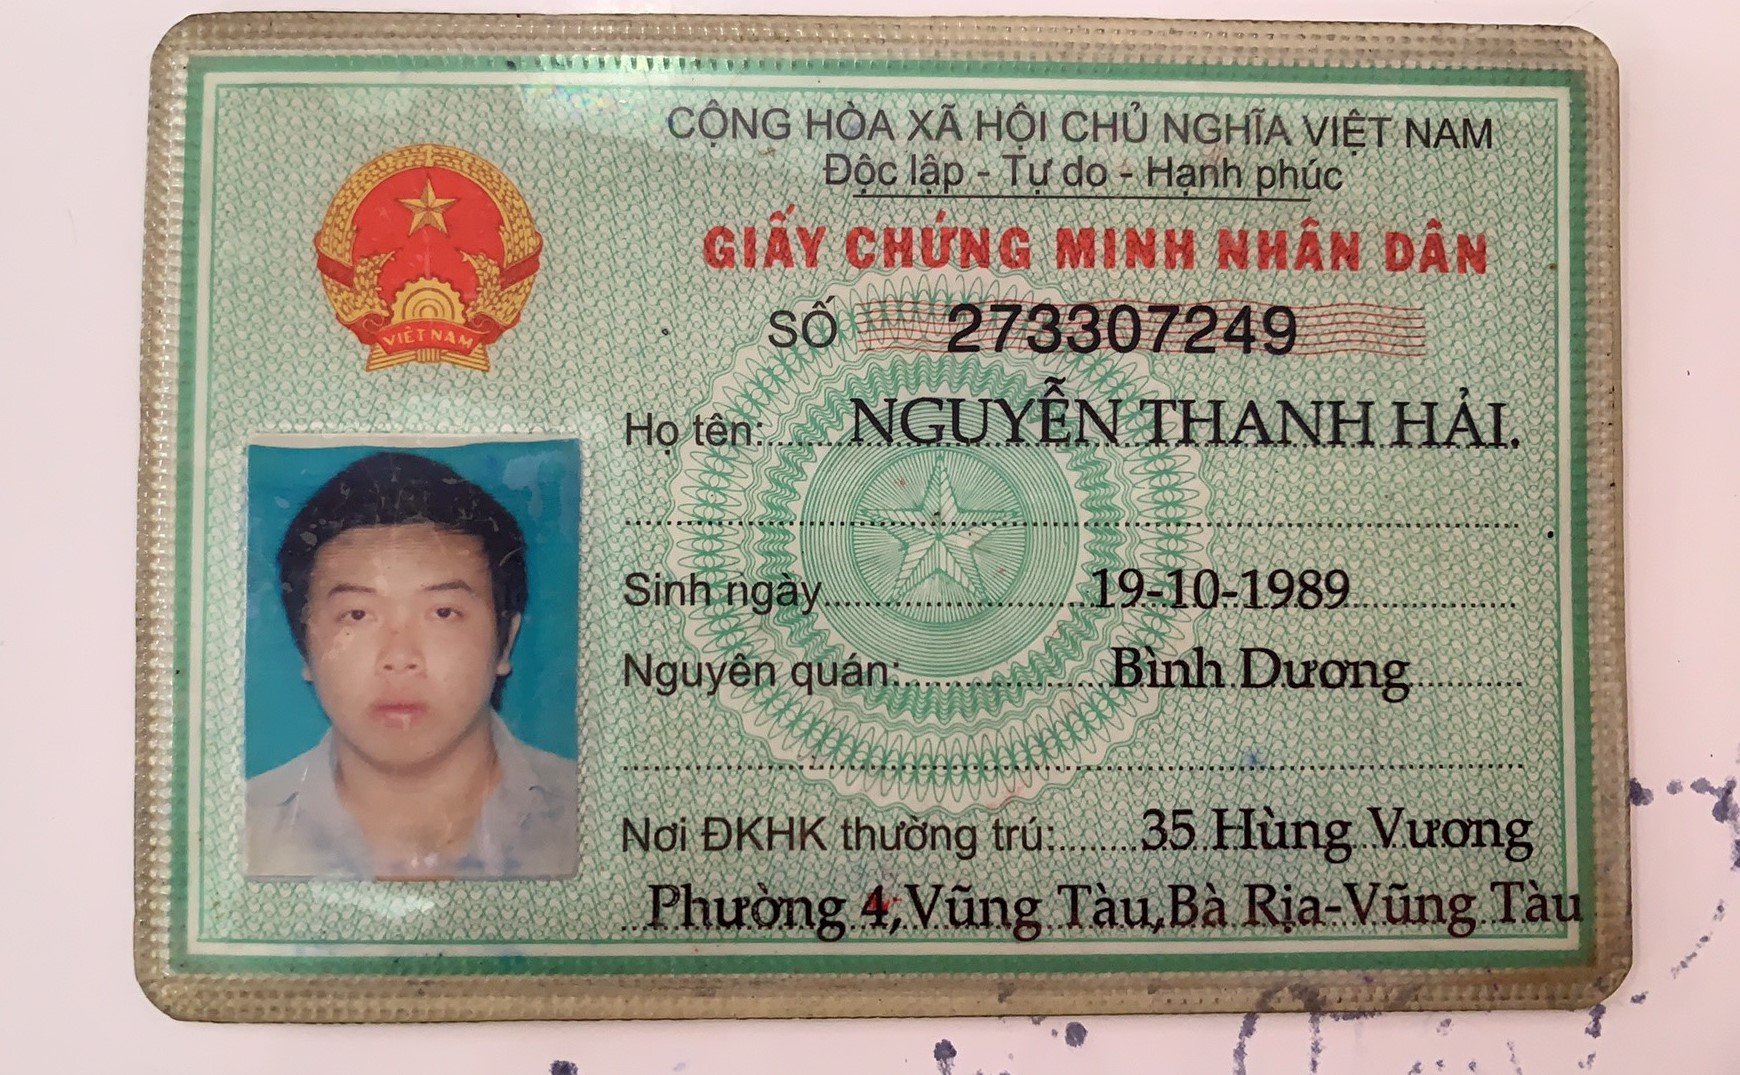 CỘNG HÒA XÃ HỘI CHỦ NGHĨA VIỆT NAM
Độc lập - Tự do - Hạnh phúc
GIẤY CHỨNG MINH NHÂN DÂN
VIỆT NAM
SỐ 273307249
Họ tên: NGUYỄN THANH HẢI.
Sinh ngày 19-10-1989
Nguyên quán: Bình Dương
Nơi ĐKHK thường trú: 35 Hùng Vương
Phường 4,Vũng Tàu,Bà Rịa-Vũng Tàu